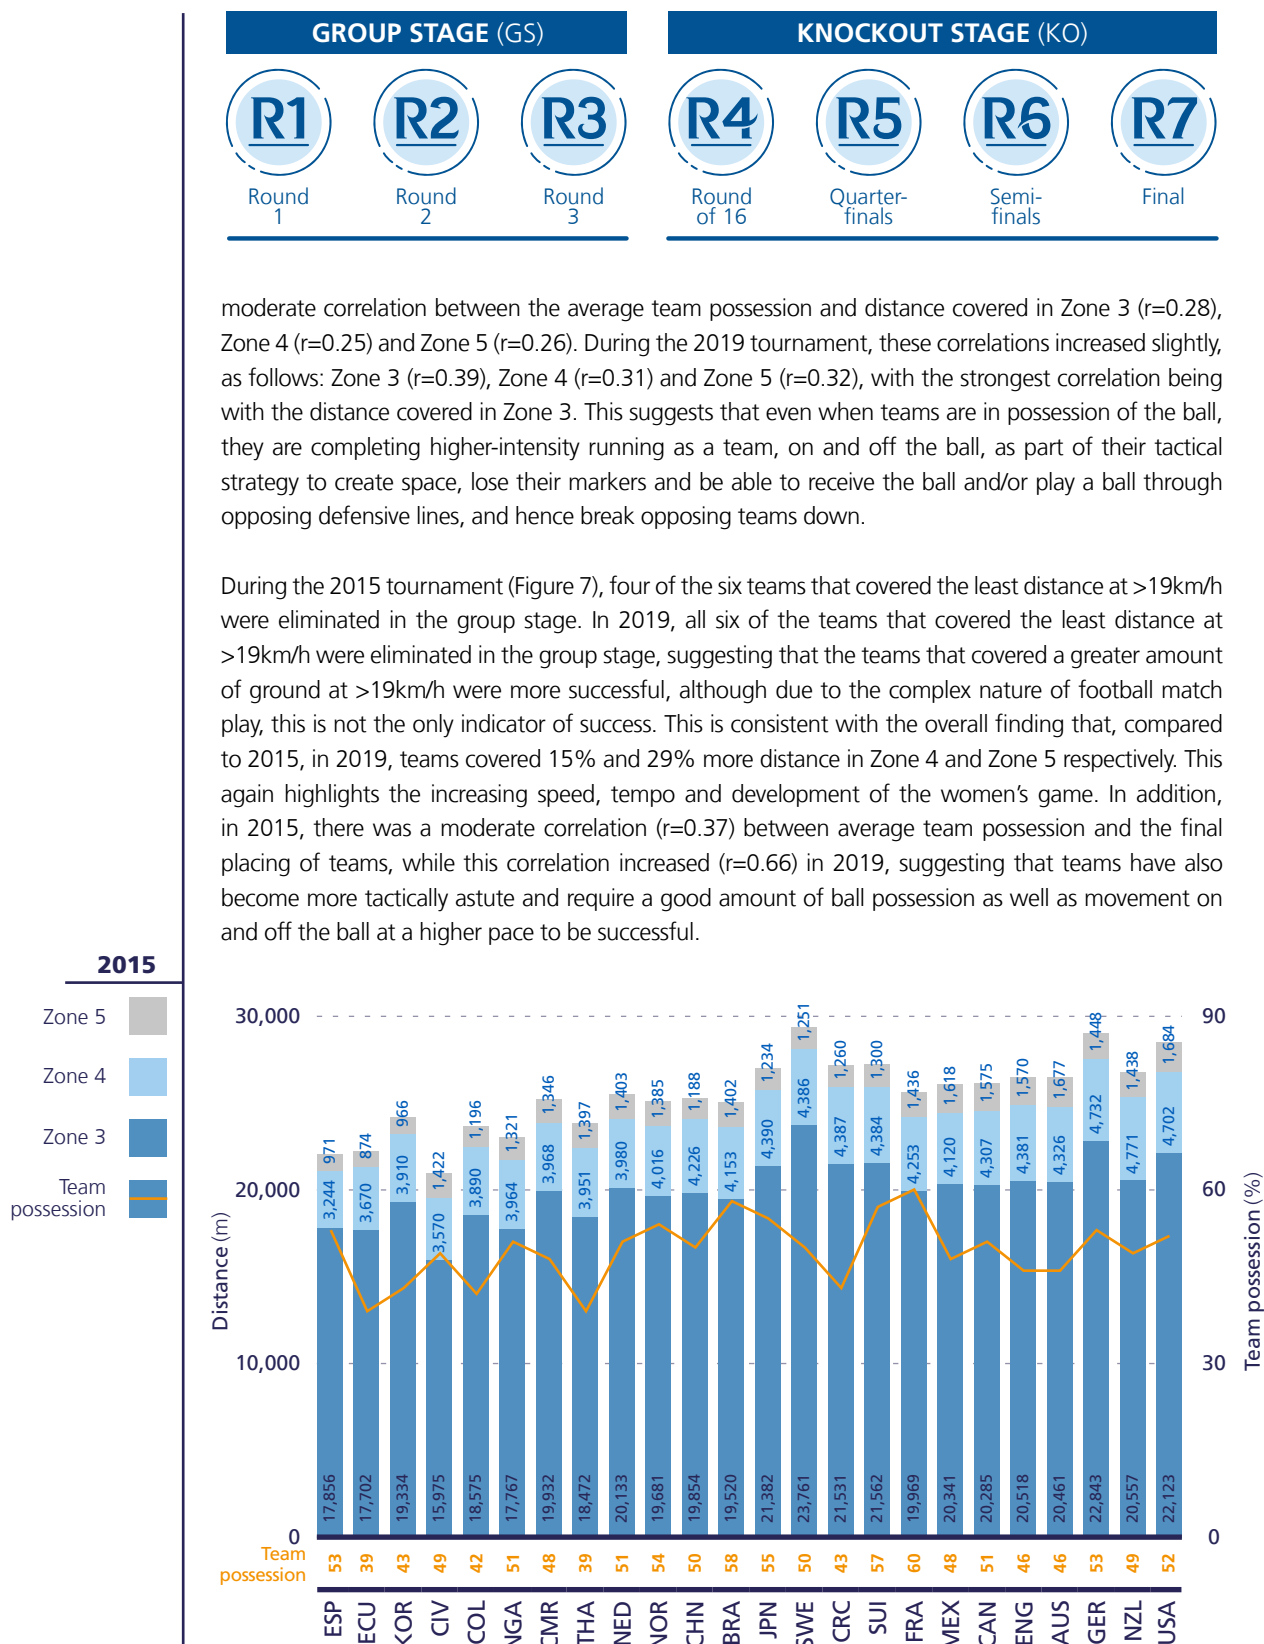 GROUP STAGE (GS)
KNOCKOUT STAGE (KO)
R1 R2 R3 R4 R5 R6 R7
Round Round Round Round Quarter- Semi- Final
1 2 3 of 16 finals finals
moderate correlation between the average team possession and distance covered in Zone 3 (r=0.28),
Zone 4 (r=0.25) and Zone 5 (r=0.26). During the 2019 tournament, these correlations increased slightly,
as follows: Zone 3 (r=0.39), Zone 4 (r=0.31) and Zone 5 (r=0.32), with the strongest correlation being
with the distance covered in Zone 3. This suggests that even when teams are in possession of the ball,
they are completing higher-intensity running as a team, on and off the ball, as part of their tactical
strategy to create space, lose their markers and be able to receive the ball and/or play a ball through
opposing defensive lines, and hence break opposing teams down.
During the 2015 tournament (Figure 7), four of the six teams that covered the least distance at >19km/h
were eliminated in the group stage. In 2019, all six of the teams that covered the least distance at
>19km/h were eliminated in the group stage, suggesting that the teams that covered a greater amount
of ground at >19km/h were more successful, although due to the complex nature of football match
play, this is not the only indicator of success. This is consistent with the overall finding that, compared
to 2015, in 2019, teams covered 15% and 29% more distance in Zone 4 and Zone 5 respectively. This
again highlights the increasing speed, tempo and development of the women's game. In addition,
in 2015, there was a moderate correlation (r=0.37) between average team possession and the final
placing of teams, while this correlation increased (r=0.66) in 2019, suggesting that teams have also
become more tactically astute and require a good amount of ball possession as well as movement on
and off the ball at a higher pace to be successful.
2015
Zone 5
Zone 4
Zone 3
Team
possession
Distance (m)
30,000
20,000
10,000
0
90
60
30
0
Team possession (%)
971 874 966 1,422 1,196 1,321 1,346 1,397 1,403 1,385 1,188 1,402 1,234 1,251 1,260 1,300 1,436 1,618 1,575 1,570 1,677 1,448 1,438 1,684
3,244 3,670 3,910 3,570 3,890 3,964 3,968 3,951 3,980 4,016 4,226 4,153 4,390 4,386 4,387 4,384 4,253 4,120 4,307 4,381 4,326 4,732 4,771 4,702
17,856 17,702 19,334 15,975 18,575 17,767 19,932 18,472 20,133 19,681 19,854 19,520 21,382 23,761 21,531 21,562 19,969 20,341 20,285 20,518 20,461 22,843 20,557 22,123
Team
possession
53 39 43 49 42 51 48 39 51 54 50 58 55 50 43 57 60 48 51 46 46 53 49 52
ESP ECU KOR CIV COL NGA CMR THA NED NOR CHN BRA JPN SWE CRC SUI FRA MEX CAN ENG AUS GER NZL USA